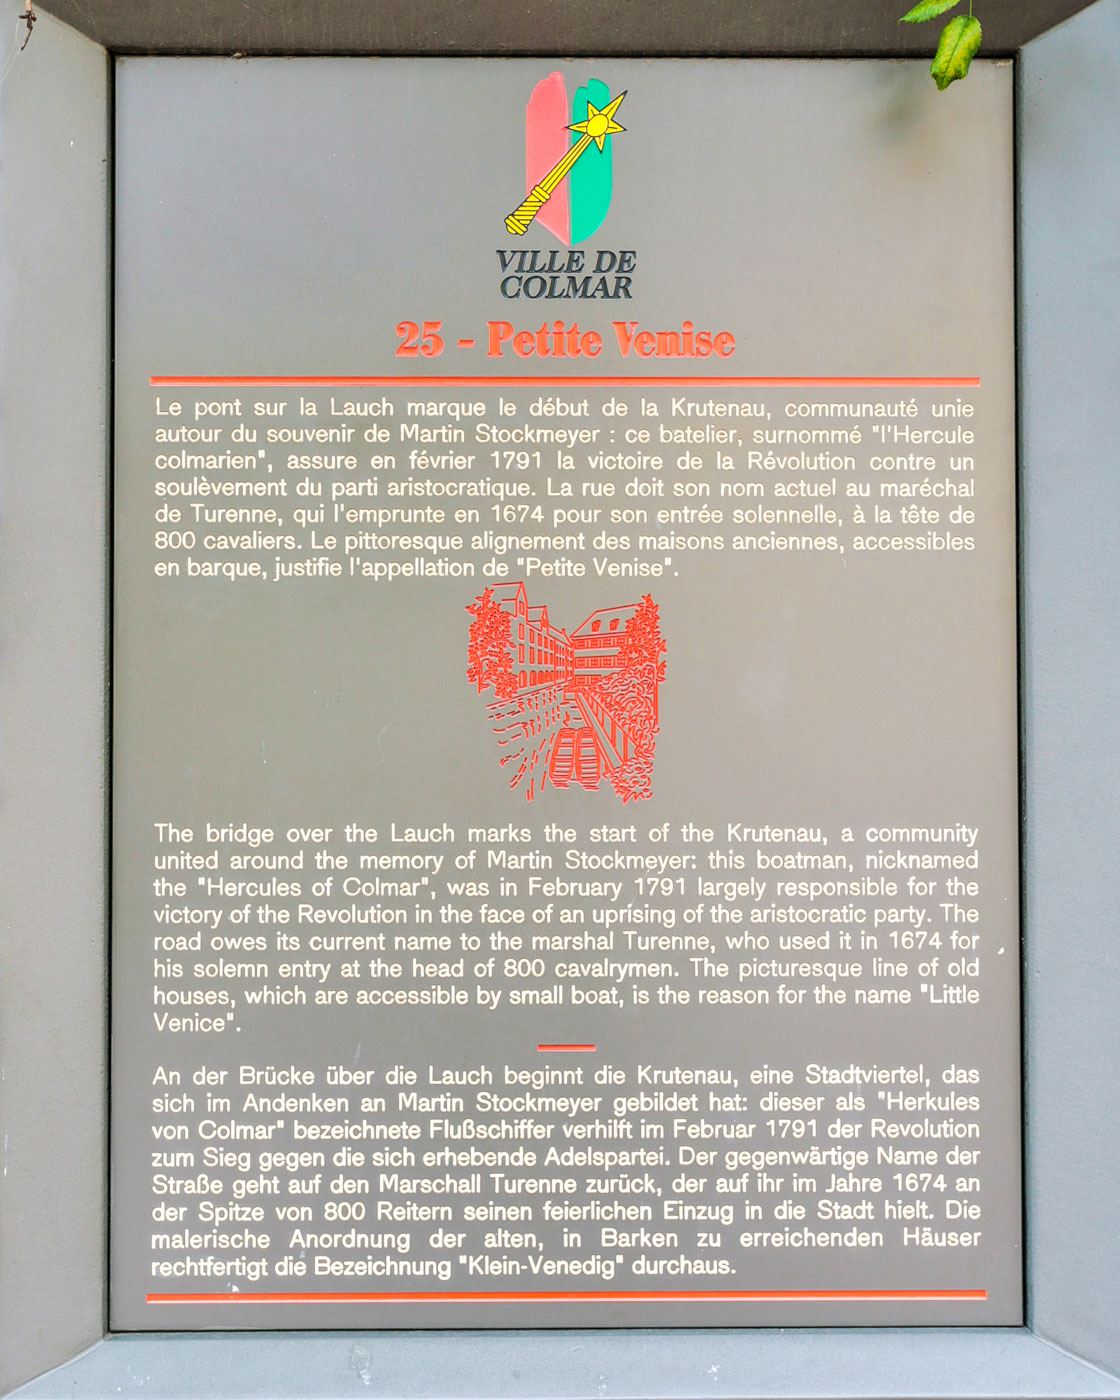 VILLE DE
COLMAR
25 - Petite Venise
Le pont sur la Lauch marque le début de la Krutenau, communauté unie
autour du souvenir de Martin Stockmeyer : ce batelier, surnommé "l'Hercule
colmarien", assure en février 1791 la victoire de la Révolution contre un
soulèvement du parti aristocratique. La rue doit son nom actuel au maréchal
de Turenne, qui l'emprunte en 1674 pour son entrée solennelle, à la tête de
800 cavaliers. Le pittoresque alignement des maisons anciennes, accessibles
en barque, justifie l'appellation de "Petite Venise".
The bridge over the Lauch marks the start of the Krutenau, a community
united around the memory of Martin Stockmeyer: this boatman, nicknamed
the "Hercules of Colmar", was in February 1791 largely responsible for the
victory of the Revolution in the face of an uprising of the aristocratic party. The
road owes its current name to the marshal Turenne, who used it in 1674 for
his solemn entry at the head of 800 cavalrymen. The picturesque line of old
houses, which are accessible by small boat, is the reason for the name "Little
Venice".
An der Brücke über die Lauch beginnt die Krutenau, eine Stadtviertel, das
sich im Andenken an Martin Stockmeyer gebildet hat: dieser als "Herkules
von Colmar" bezeichnete Flußschiffer verhilft im Februar 1791 der Revolution
zum Sieg gegen die sich erhebende Adelspartei. Der gegenwärtige Name der
Straße geht auf den Marschall Turenne zurück, der auf ihr im Jahre 1674 an
der Spitze von 800 Reitern seinen feierlichen Einzug in die Stadt hielt. Die
malerische Anordnung der alten, in Barken zu erreichenden Häuser
rechtfertigt die Bezeichnung "Klein-Venedig" durchaus.